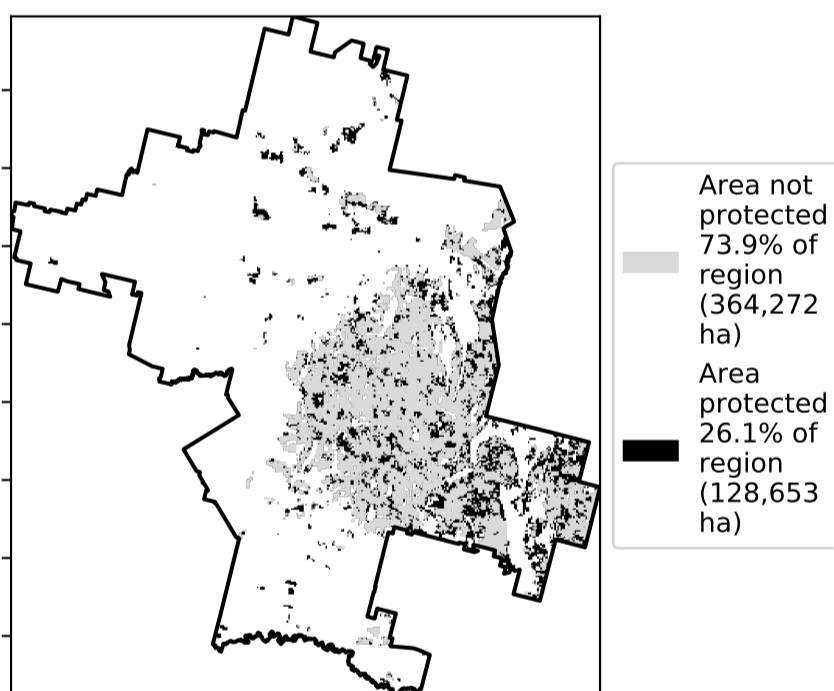 Area not
protected
73.9% of
region
(364,272
ha)
Area
protected
26.1% of
region
(128,653
ha)